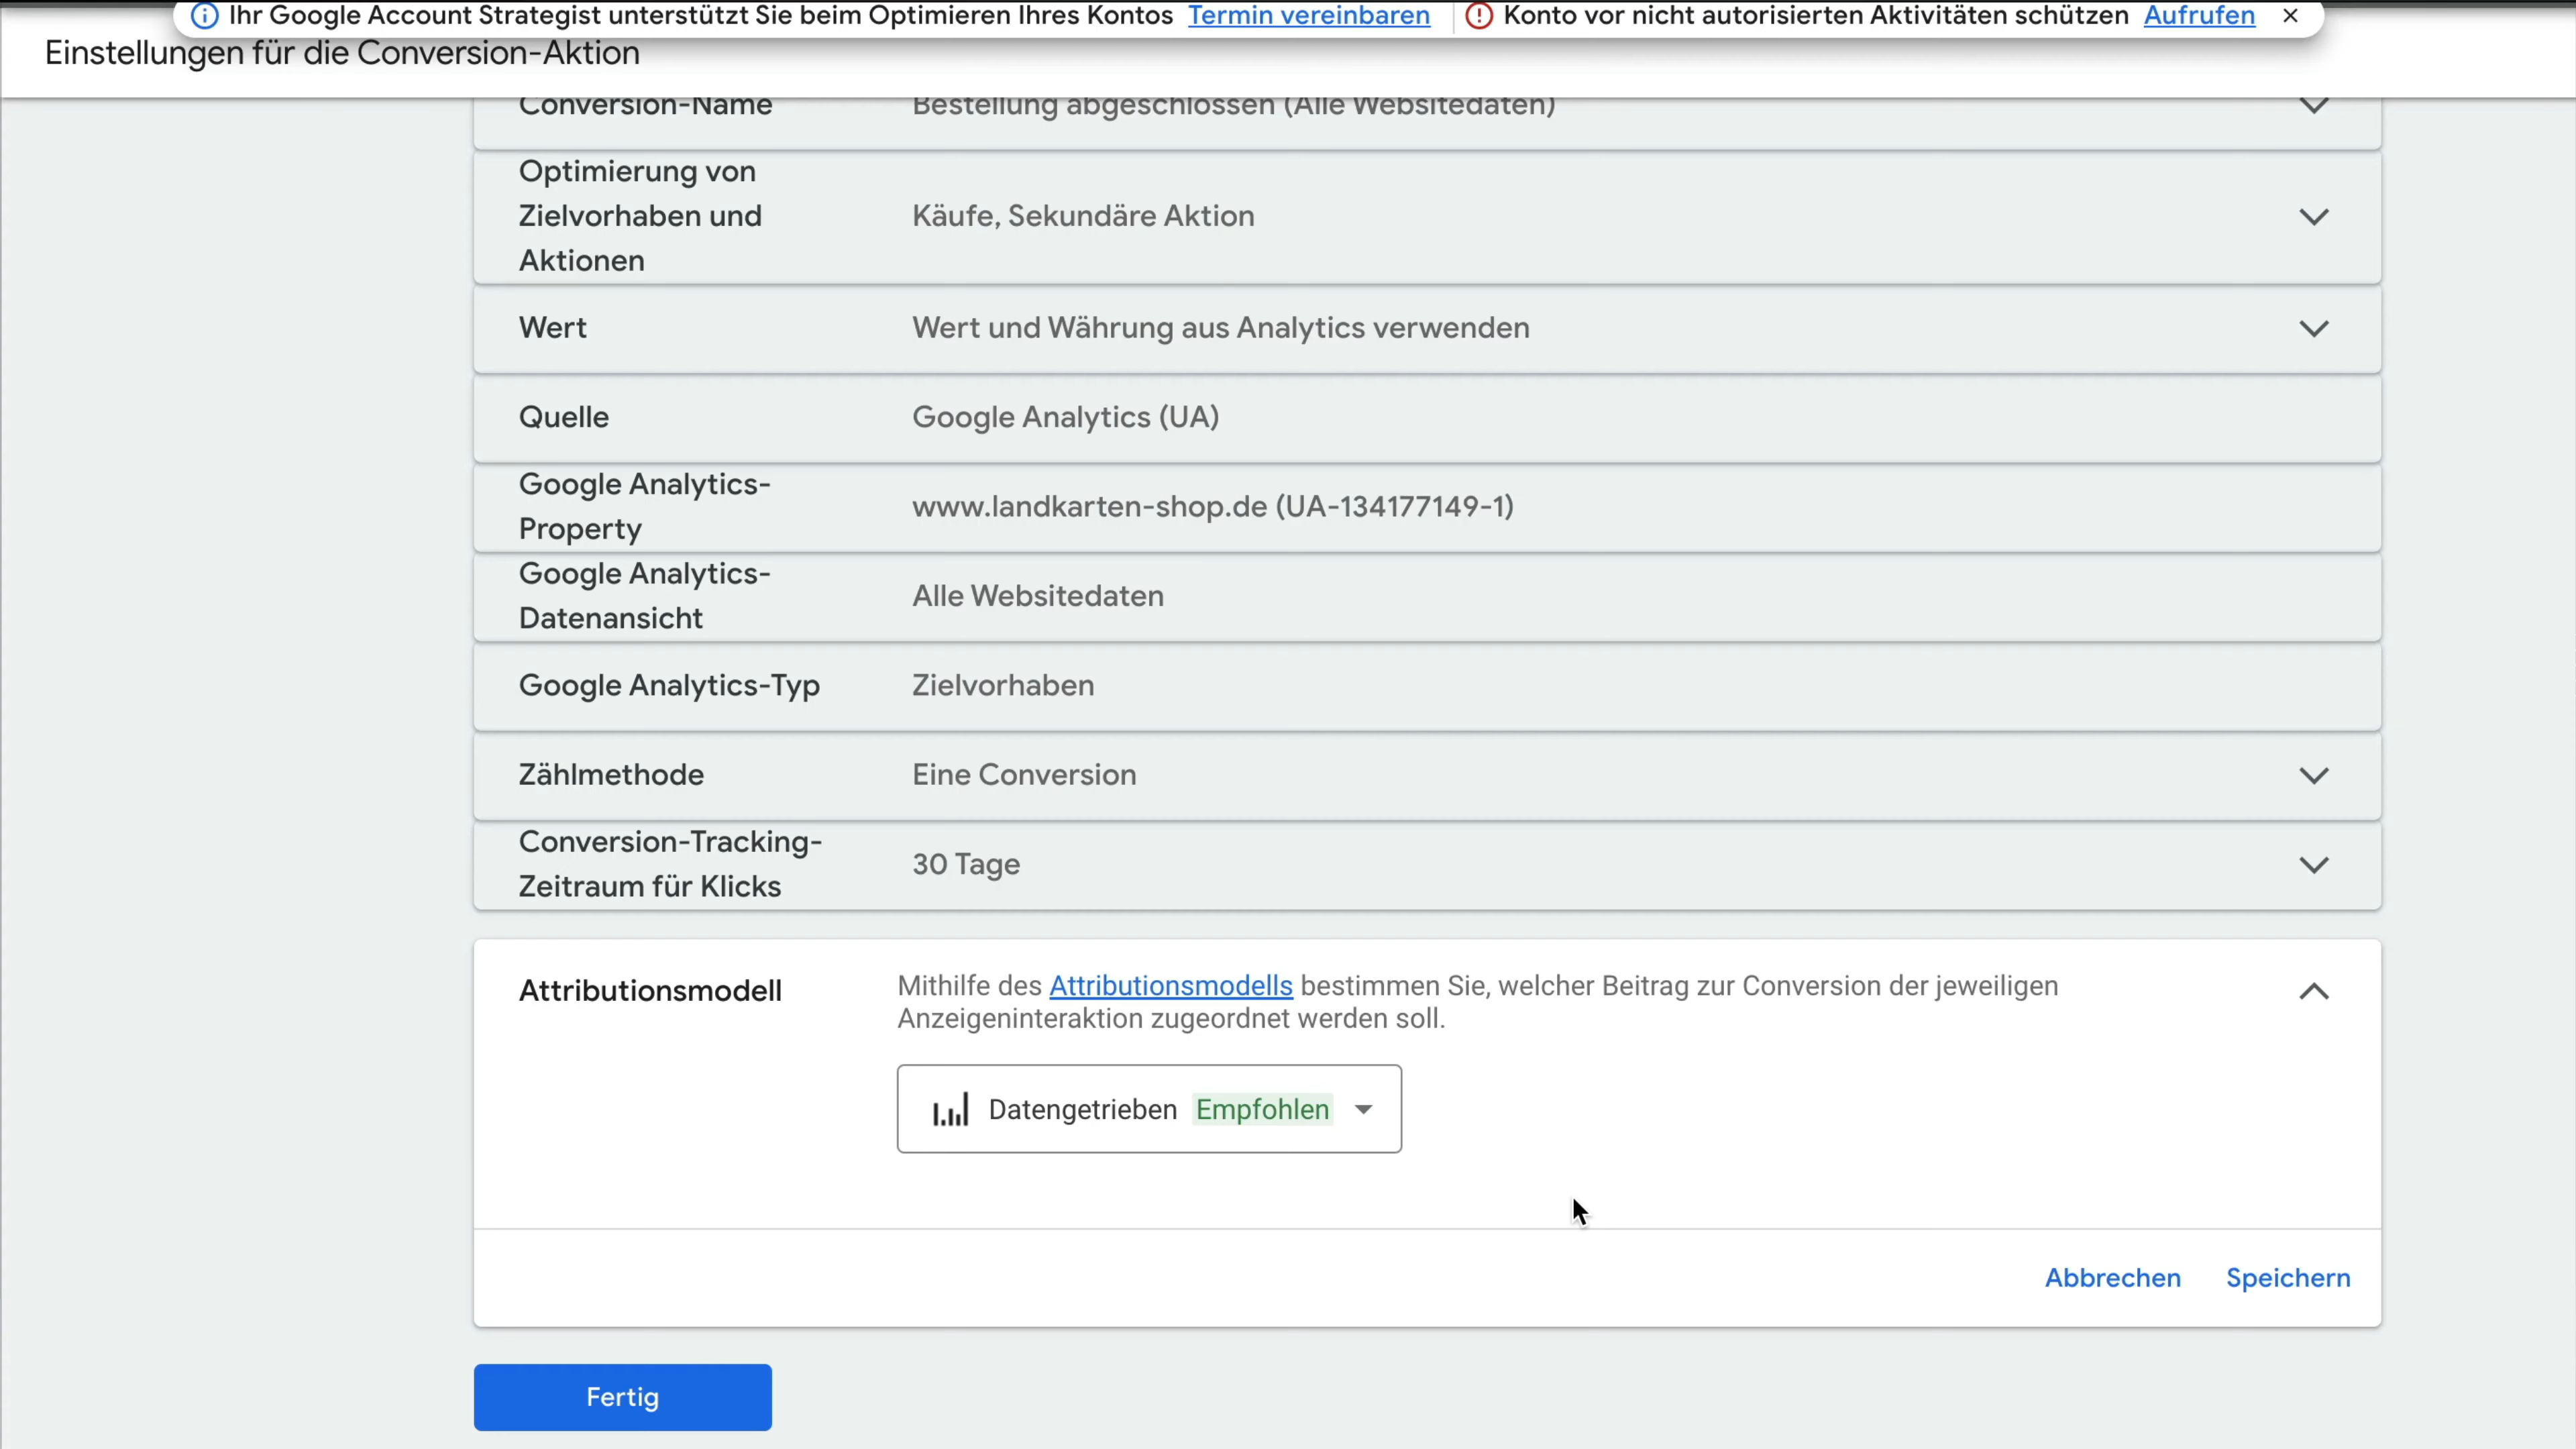 Ihr Google Account Strategist unterstützt Sie beim Optimieren Ihres Kontos Termin vereinbaren
Konto vor nicht autorisierten Aktivitäten schützen Aufrufen
Einstellungen für die Conversion-Aktion
Conversion-Name
Bestellung abgeschlossen (Alle Websitedaten)
Optimierung von
Zielvorhaben und
Aktionen
Käufe, Sekundäre Aktion
Wert
Wert und Währung aus Analytics verwenden
Quelle
Google Analytics (UA)
Google Analytics-
Property
www.landkarten-shop.de (UA-134177149-1)
Google Analytics-
Datenansicht
Alle Websitedaten
Google Analytics-Typ
Zielvorhaben
Zählmethode
Eine Conversion
Conversion-Tracking-
Zeitraum für Klicks
30 Tage
Attributionsmodell
Mithilfe des Attributionsmodells bestimmen Sie, welcher Beitrag zur Conversion der jeweiligen
Anzeigeninteraktion zugeordnet werden soll.
Datengetrieben Empfohlen
Abbrechen
Speichern
Fertig